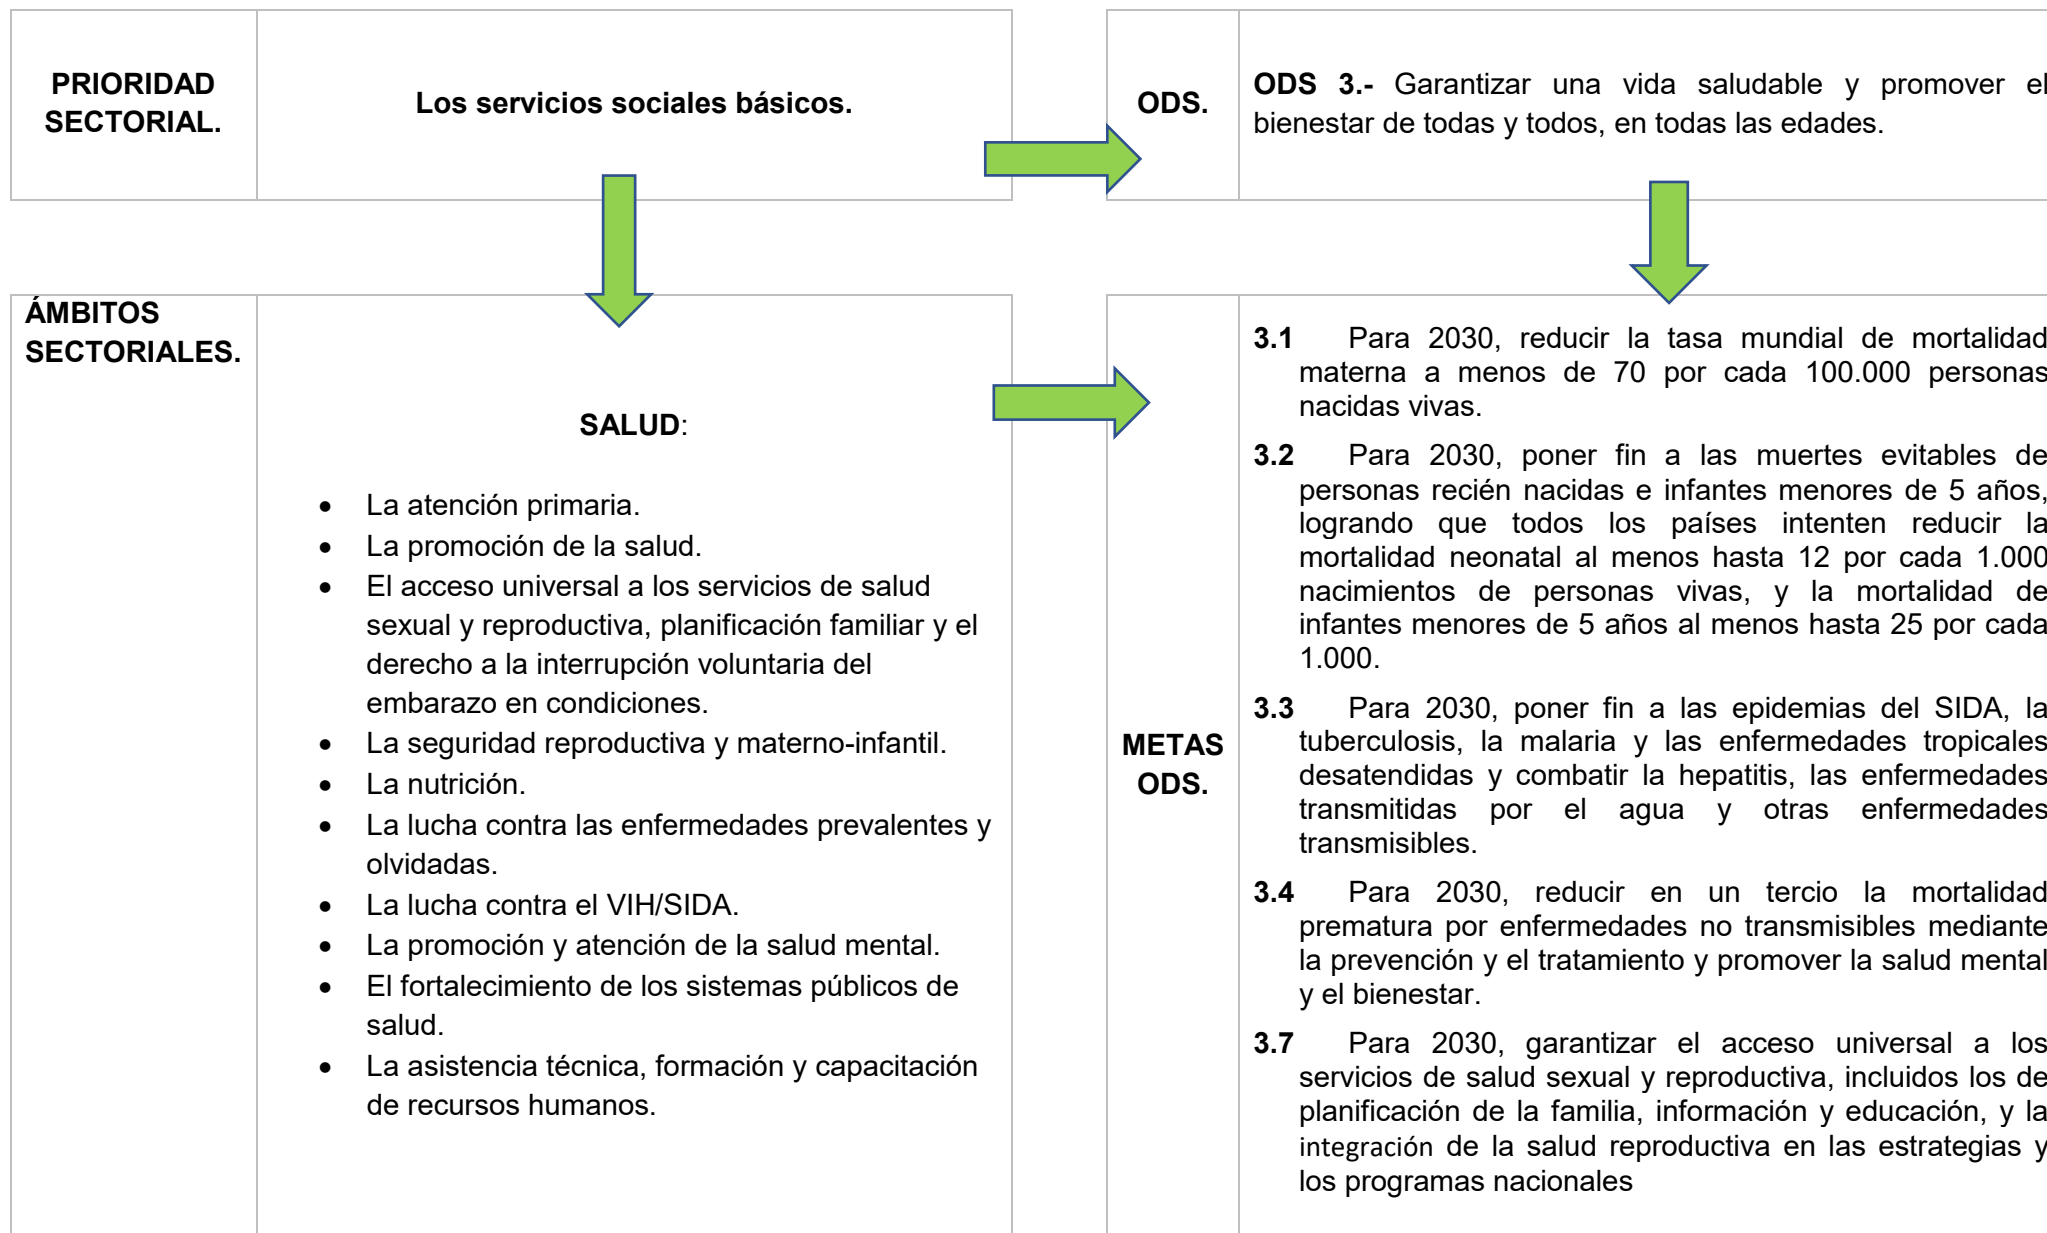 PRIORIDAD
SECTORIAL.
Los servicios sociales básicos.
ODS.
ODS 3.- Garantizar una vida saludable y promover el
bienestar de todas y todos, en todas las edades.
ÁMBITOS
SECTORIALES.
SALUD:
• La atención primaria.
• La promoción de la salud.
• El acceso universal a los servicios de salud
sexual y reproductiva, planificación familiar y el
derecho a la interrupción voluntaria del
embarazo en condiciones.
• La seguridad reproductiva y materno-infantil.
• La nutrición.
• La lucha contra las enfermedades prevalentes y
olvidadas.
• La lucha contra el VIH/SIDA.
• La promoción y atención de la salud mental.
• El fortalecimiento de los sistemas públicos de
salud.
• La asistencia técnica, formación y capacitación
de recursos humanos.
METAS
ODS.
3.1 Para 2030, reducir la tasa mundial de mortalidad
materna a menos de 70 por cada 100.000 personas
nacidas vivas.
3.2 Para 2030, poner fin a las muertes evitables de
personas recién nacidas e infantes menores de 5 años,
logrando que todos los países intenten reducir la
mortalidad neonatal al menos hasta 12 por cada 1.000
nacimientos de personas vivas, y la mortalidad de
infantes menores de 5 años al menos hasta 25 por cada
1.000.
3.3 Para 2030, poner fin a las epidemias del SIDA, la
tuberculosis, la malaria y las enfermedades tropicales
desatendidas y combatir la hepatitis, las enfermedades
transmitidas por el agua y otras enfermedades
transmisibles.
3.4 Para 2030, reducir en un tercio la mortalidad
prematura por enfermedades no transmisibles mediante
la prevención y el tratamiento y promover la salud mental
y el bienestar.
3.7 Para 2030, garantizar el acceso universal a los
servicios de salud sexual y reproductiva, incluidos los de
planificación de la familia, información y educación, y la
integración de la salud reproductiva en las estrategias y
los programas nacionales